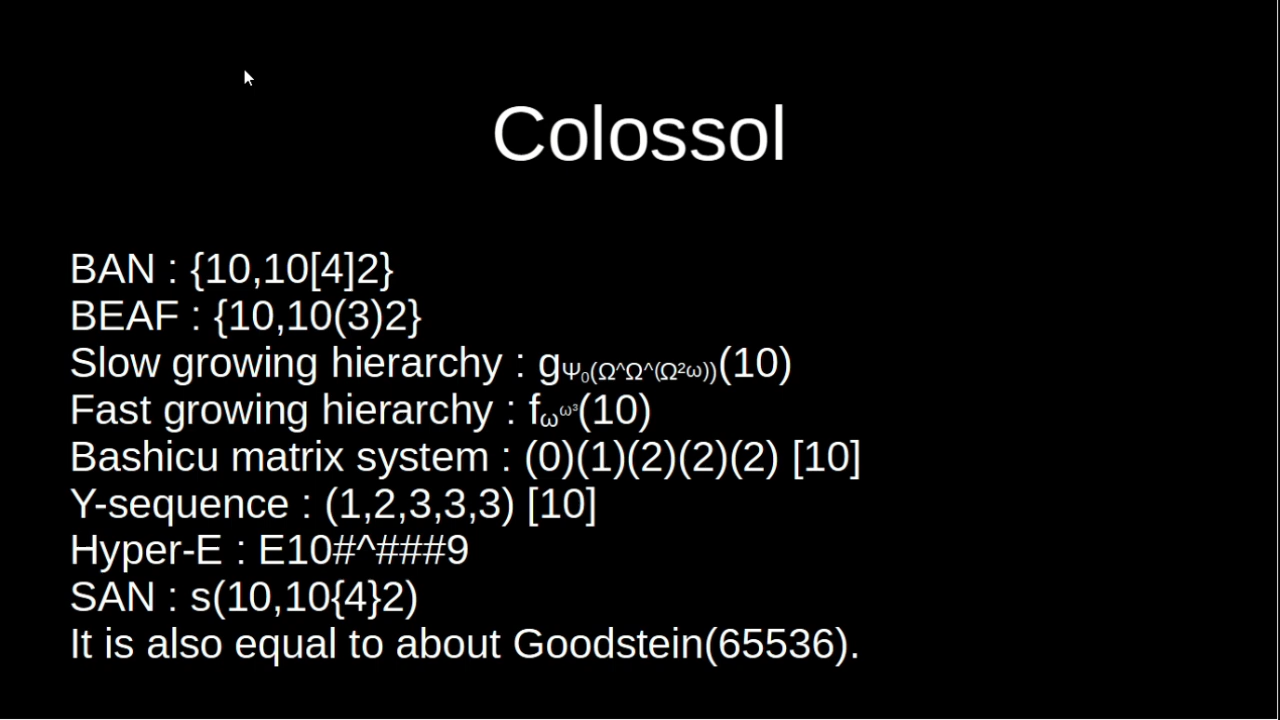 Colossol
BAN : {10,10[4]2}
BEAF : {10,10(3)2}
Slow growing hierarchy : gΨ₀(Ω^Ω^(Ω²ω))(10)
Fast growing hierarchy : fω^ω³(10)
Bashicu matrix system : (0)(1)(2)(2)(2) [10]
Y-sequence : (1,2,3,3,3) [10]
Hyper-E : E10#^###9
SAN : s(10,10{4}2)
It is also equal to about Goodstein(65536).